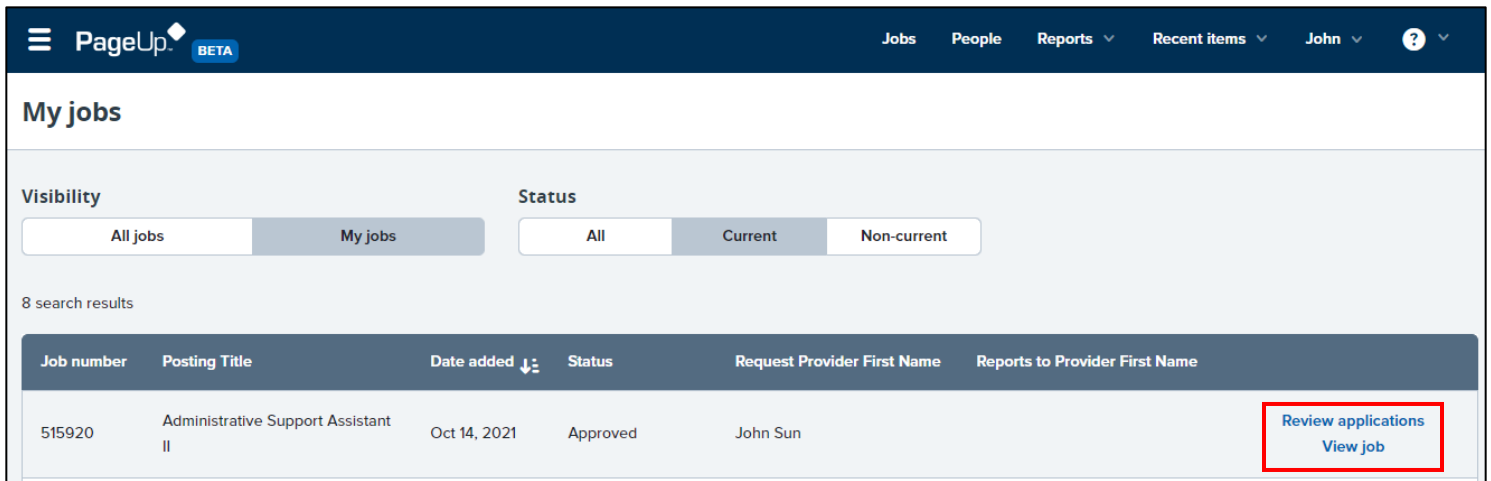 PageUp. BETA Jobs People Reports Recent items John ?
My jobs
Visibility Status
All jobs My jobs All Current Non-current
8 search results
Job number Posting Title Date added Status Request Provider First Name Reports to Provider First Name
515920 Administrative Support Assistant Oct 14, 2021 Approved John Sun Review applications
II View job